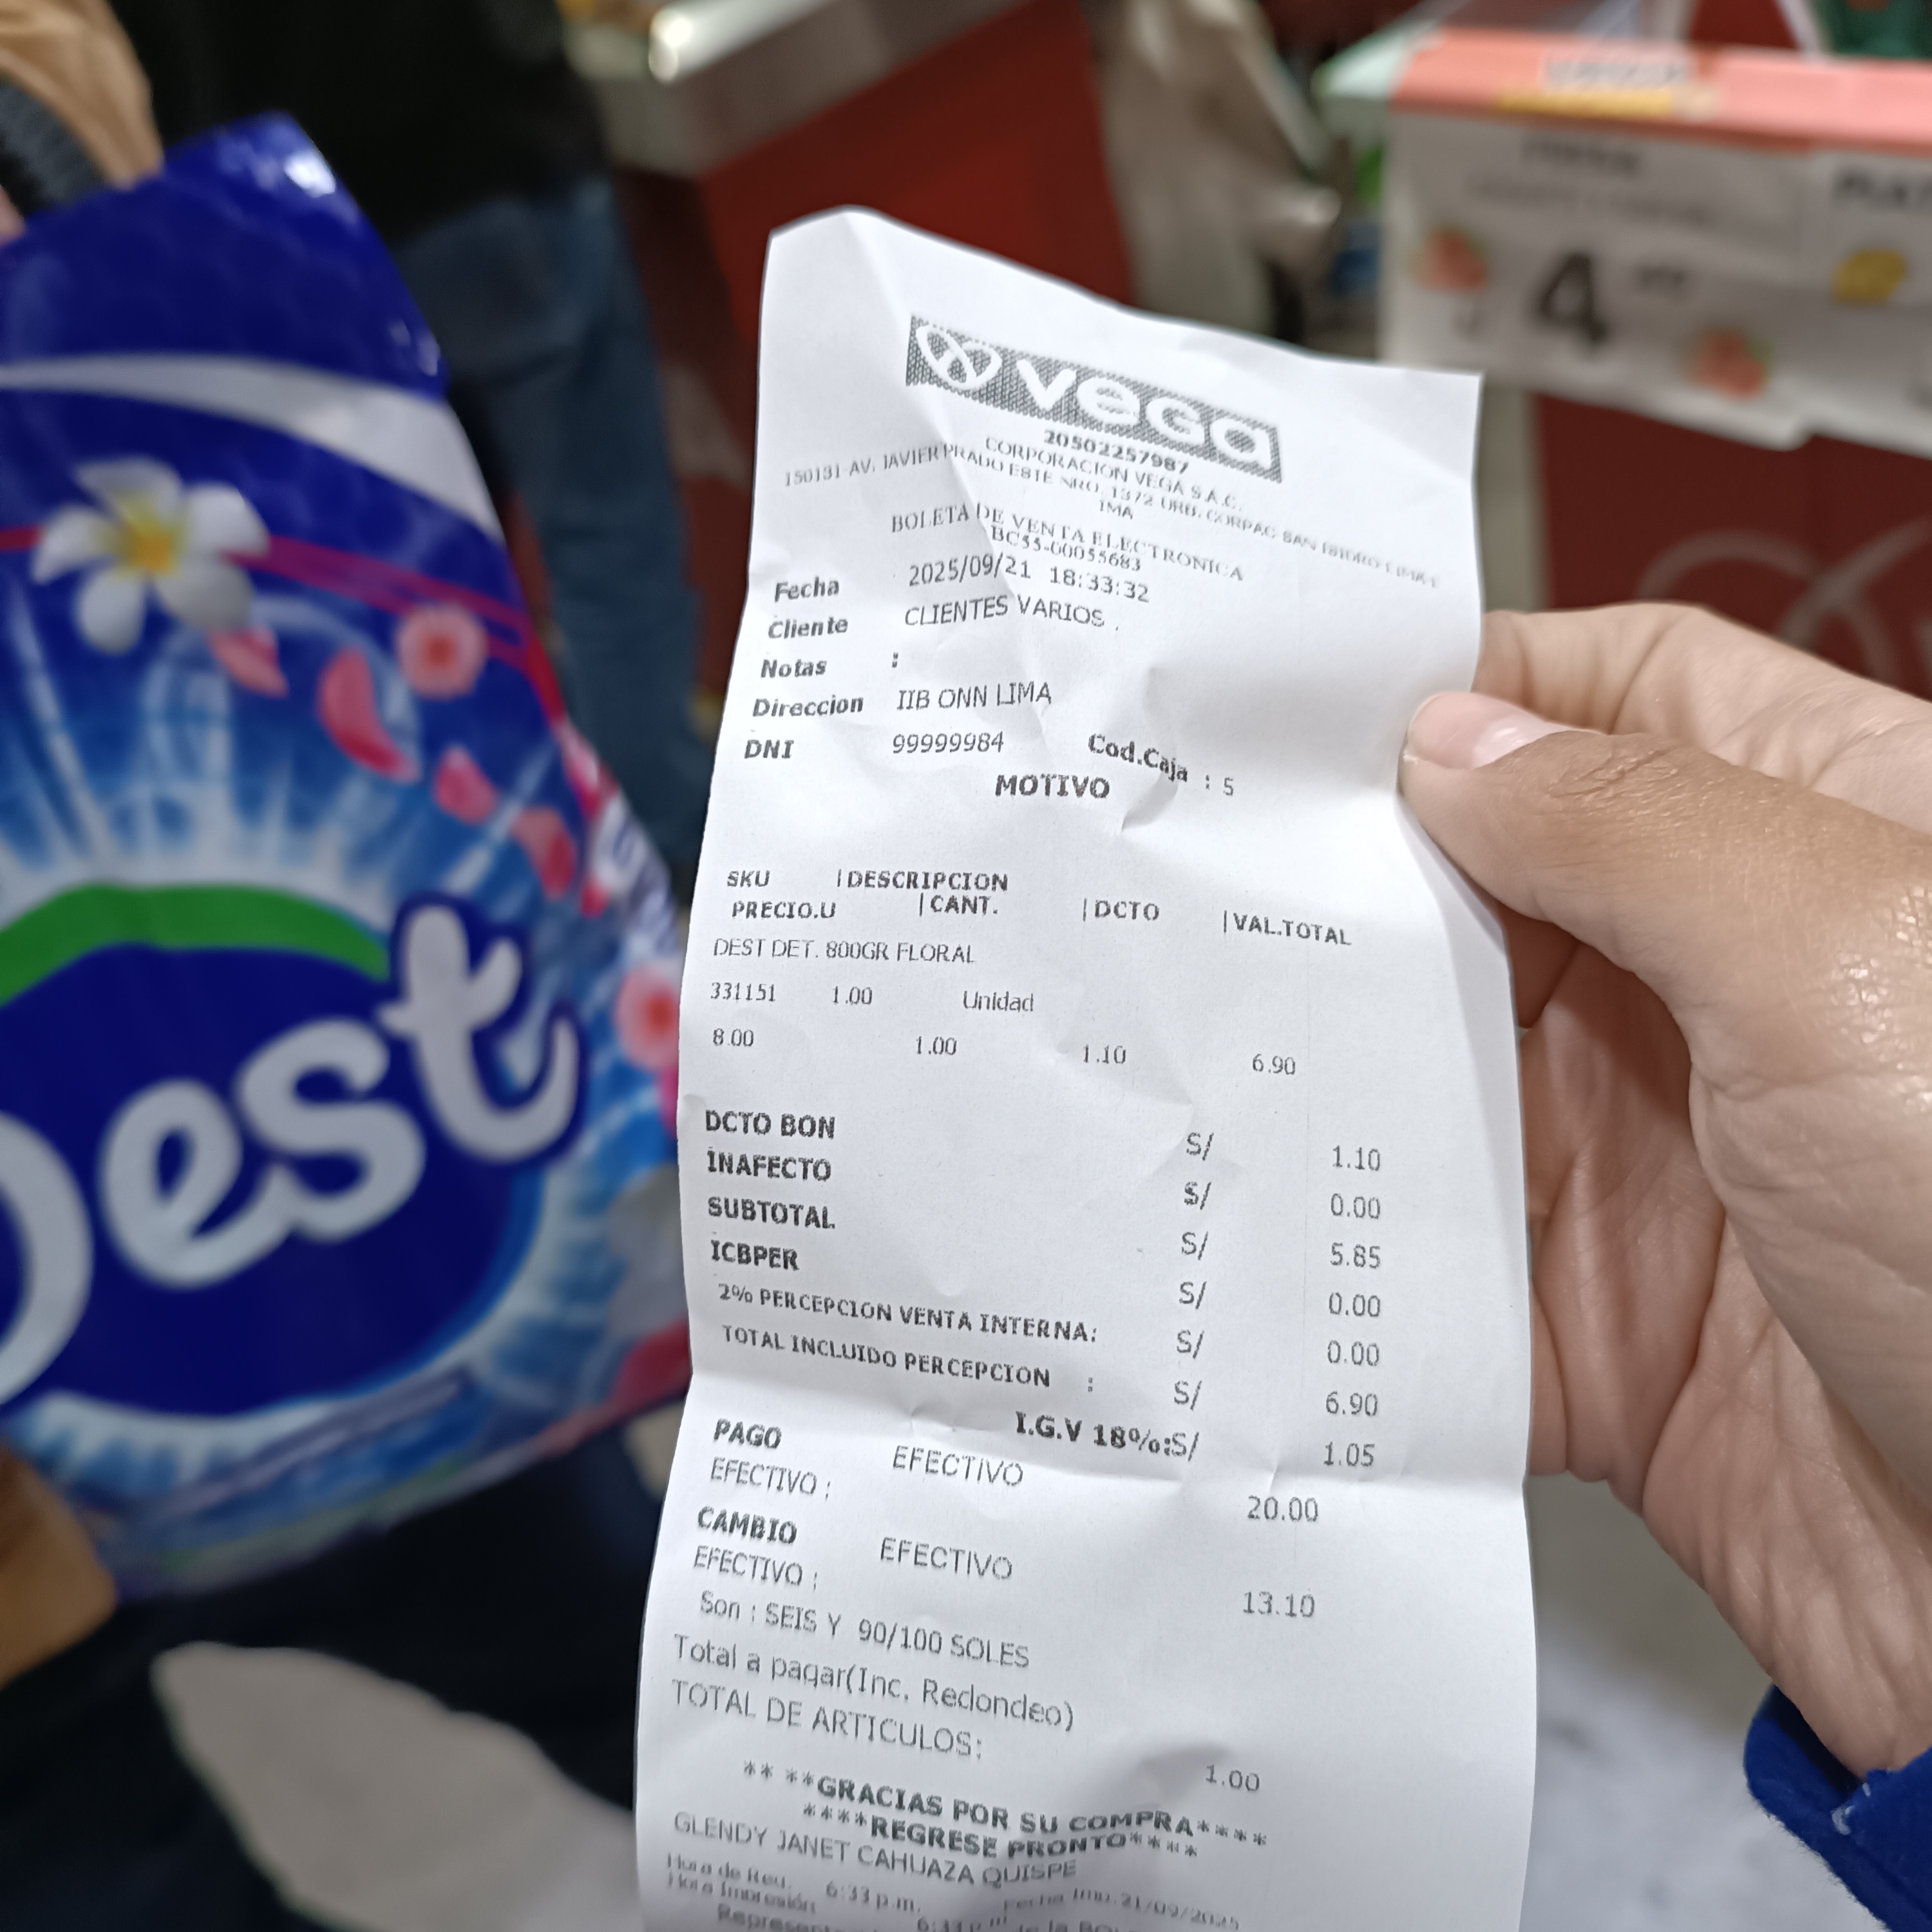 Dest
4
vega
20502257987
CORPORACION VEGA S.A.C.
150131-AV. JAVIER PRADO ESTE NRO. 1372 URB. CORPAC SAN ISIDRO LIMA L
IMA
BOLETA DE VENTA ELECTRONICA
BC55-00055683
Fecha 2025/09/21 18:33:32
Cliente CLIENTES VARIOS .
Notas :
Direccion IIB ONN LIMA
DNI 99999984 Cod.Caja : 5
MOTIVO
SKU |DESCRIPCION
PRECIO.U |CANT. |DCTO |VAL.TOTAL
DEST DET. 800GR FLORAL
331151 1.00 Unidad
8.00 1.00 1.10 6.90
DCTO BON S/ 1.10
INAFECTO S/ 0.00
SUBTOTAL S/ 5.85
ICBPER S/ 0.00
2% PERCEPCION VENTA INTERNA: S/ 0.00
TOTAL INCLUIDO PERCEPCION : S/ 6.90
I.G.V 18%:S/ 1.05
PAGO EFECTIVO
EFECTIVO : 20.00
CAMBIO EFECTIVO
EFECTIVO : 13.10
Son : SEIS Y 90/100 SOLES
Total a pagar(Inc. Redondeo)
TOTAL DE ARTICULOS: 1.00
** **GRACIAS POR SU COMPRA****
****REGRESE PRONTO****
GLENDY JANET CAHUAZA QUISPE
Hora de Reg. 6:33 p.m. Fecha Imp.21/09/2025
Hora Impresión 6:33 p.m.
de la